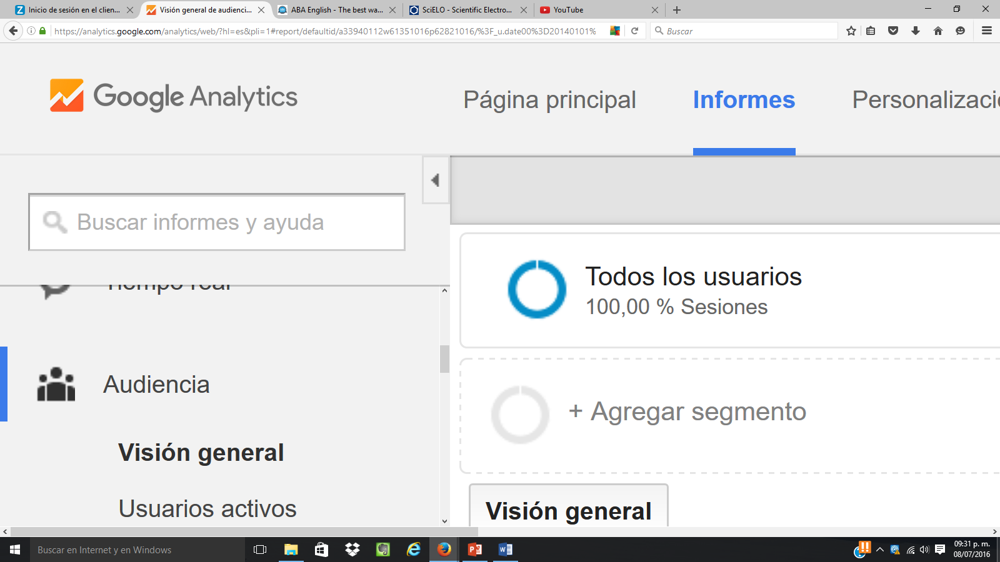 Inicio de sesión en el clien...
Visión general de audienci...
ABA English - The best wa...
SciELO - Scientific Electro...
YouTube
https://analytics.google.com/analytics/web/?hl=es&pli=1#report/defaultid/a33940112w61351016p62821016/%3F_u.date00%3D20140101%
Buscar
Google Analytics
Página principal
Informes
Personalizació
Buscar informes y ayuda
Tiempo real
Todos los usuarios
100,00 % Sesiones
Audiencia
+ Agregar segmento
Visión general
Usuarios activos
Visión general
Buscar en Internet y en Windows
09:31 p. m.
08/07/2016